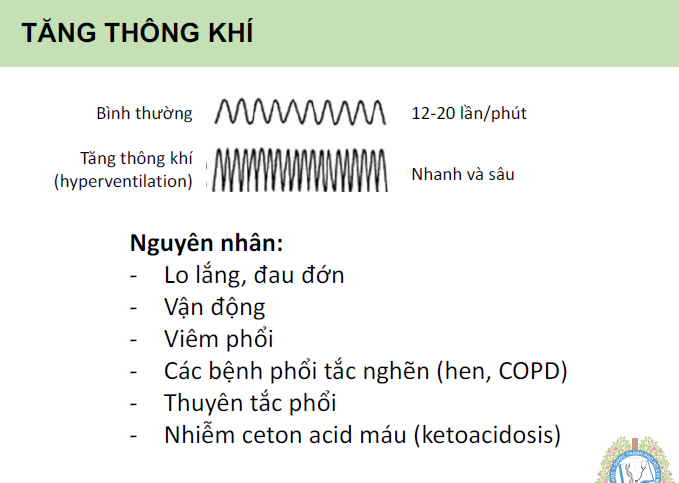 TĂNG THÔNG KHÍ
Bình thường
12-20 lần/phút
Tăng thông khí
(hyperventilation)
Nhanh và sâu
Nguyên nhân:
- Lo lắng, đau đớn
- Vận động
- Viêm phổi
- Các bệnh phổi tắc nghẽn (hen, COPD)
- Thuyên tắc phổi
- Nhiễm ceton acid máu (ketoacidosis)